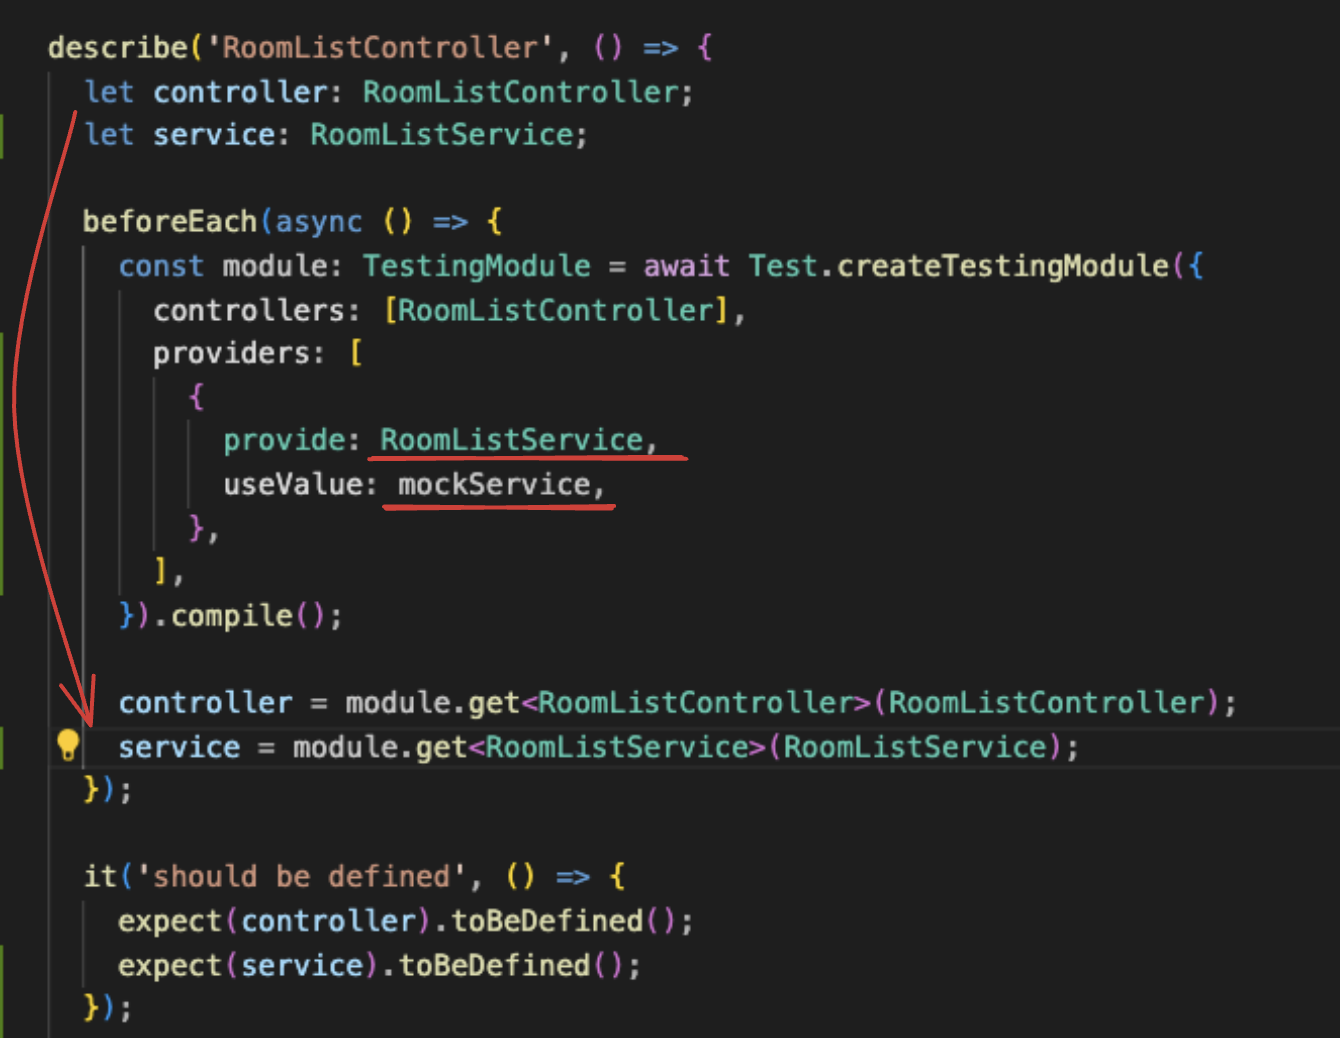 describe('RoomListController', () => {
let controller: RoomListController;
let service: RoomListService;
beforeEach(async () => {
const module: TestingModule = await Test.createTestingModule({
controllers: [RoomListController],
providers: [
{
provide: RoomListService,
useValue: mockService,
},
],
}).compile();
controller = module.get<RoomListController>(RoomListController);
service = module.get<RoomListService>(RoomListService);
});
it('should be defined', () => {
expect(controller).toBeDefined();
expect(service).toBeDefined();
});